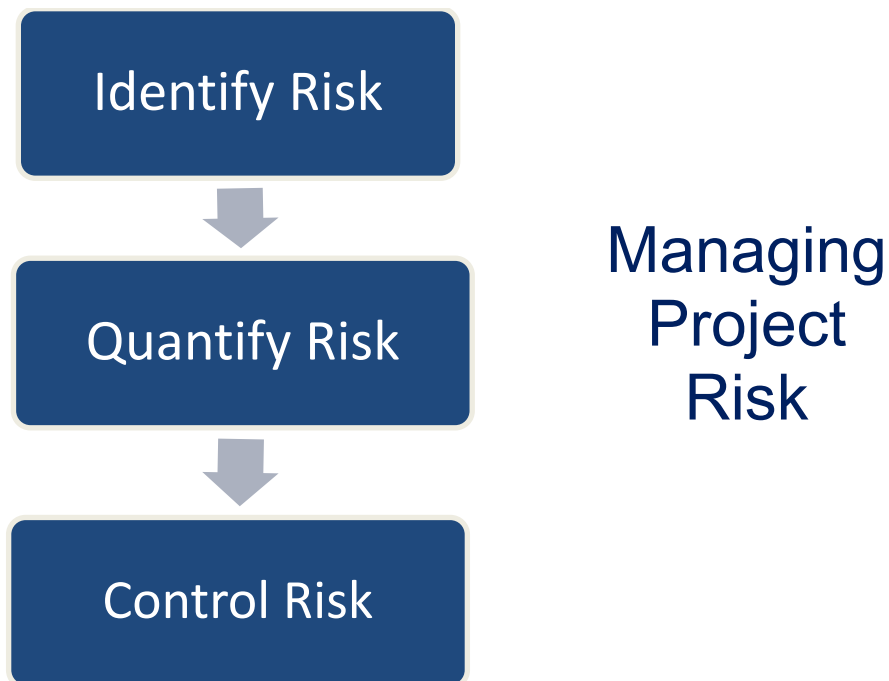 Identify Risk
Quantify Risk
Control Risk
Managing
Project
Risk